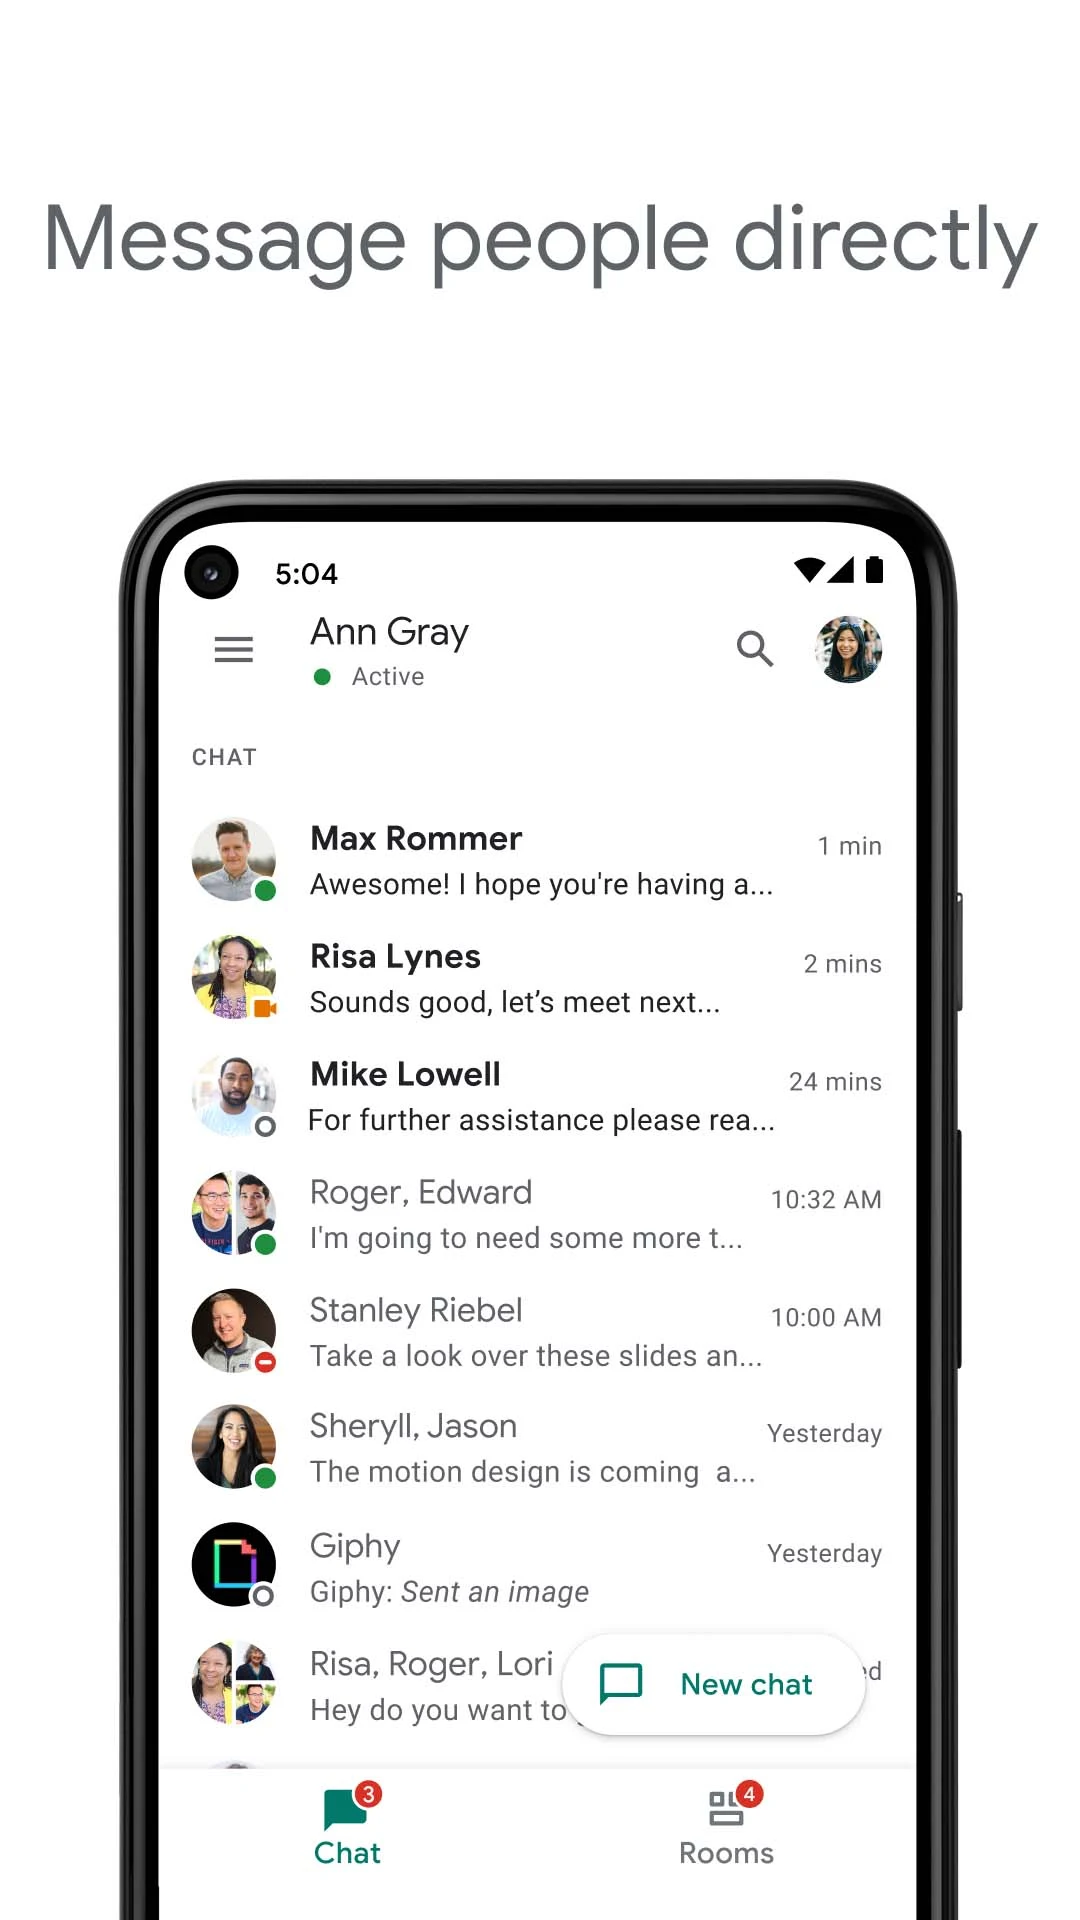 Message people directly
5:04
Ann Gray
Active
CHAT
Max Rommer
1 min
Awesome! I hope you're having a...
Risa Lynes
2 mins
Sounds good, let’s meet next...
Mike Lowell
24 mins
For further assistance please rea...
Roger, Edward
10:32 AM
I'm going to need some more t...
Stanley Riebel
10:00 AM
Take a look over these slides an...
Sheryll, Jason
Yesterday
The motion design is coming  a...
Giphy
Yesterday
Giphy: Sent an image
Risa, Roger, Lori
Hey do you want to
New chat
3
Chat
4
Rooms